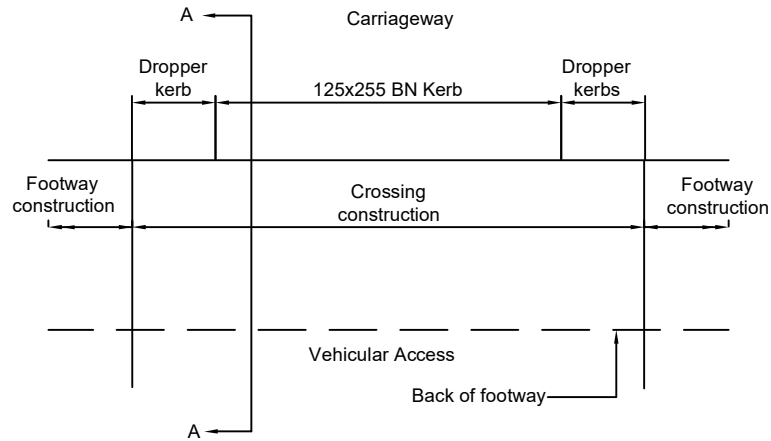 A
Carriageway
Dropper
kerb
125x255 BN Kerb
Dropper
kerbs
Footway
construction
Crossing
construction
Footway
construction
Vehicular Access
Back of footway
A